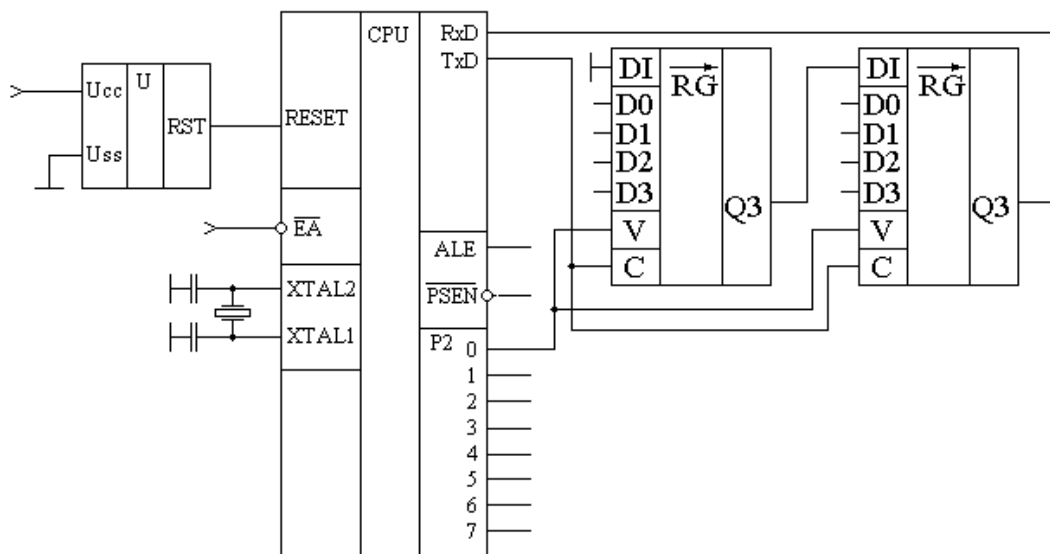 Ucc U
RST
Uss
CPU
RESET
EA
XTAL2
XTAL1
RxD
TxD
ALE
PSEN
P2 0
1
2
3
4
5
6
7
DI RG
D0
D1
D2
D3
Q3
V
C
DI RG
D0
D1
D2
D3
Q3
V
C